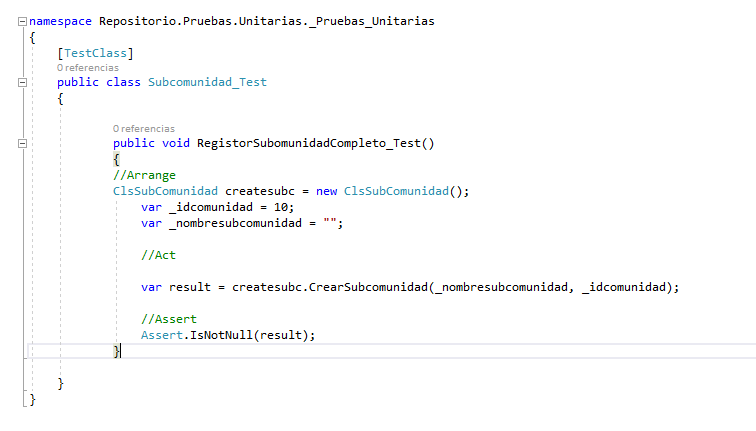 namespace Repositorio.Pruebas.Unitarias._Pruebas_Unitarias
{
[TestClass]
0 referencias
public class Subcomunidad_Test
{
0 referencias
public void RegistorSubomunidadCompleto_Test()
{
//Arrange
ClsSubComunidad createsubc = new ClsSubComunidad();
var _idcomunidad = 10;
var _nombresubcomunidad = "";
//Act
var result = createsubc.CrearSubcomunidad(_nombresubcomunidad, _idcomunidad);
//Assert
Assert.IsNotNull(result);
}
}
}